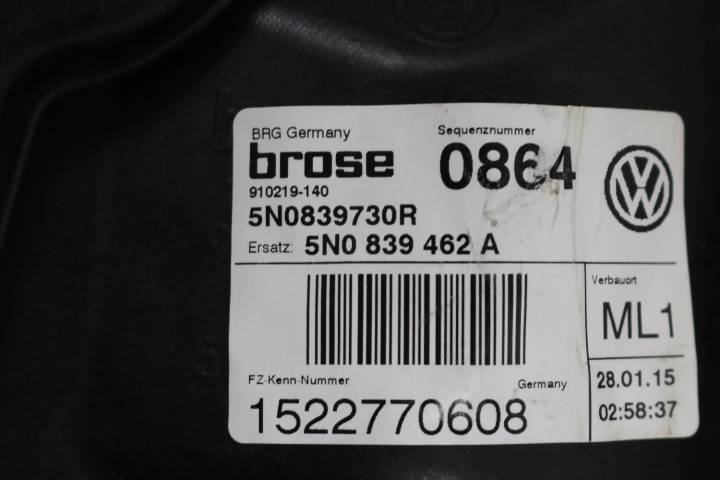 BRG Germany
Sequenznummer
brose
0864
910219-140
5N0839730R
Ersatz: 5N0 839 462 A
Verbauort
ML1
FZ-Kenn-Nummer
Germany
28.01.15
1522770608
02:58:37